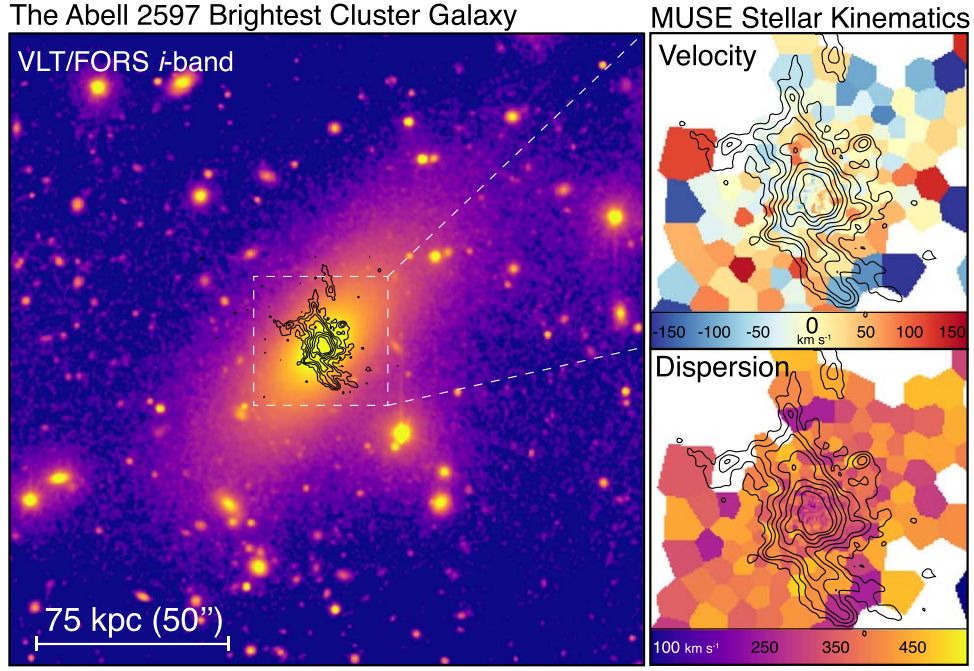 The Abell 2597 Brightest Cluster Galaxy
MUSE Stellar Kinematics
VLT/FORS i-band
Velocity
-150 -100 -50 0 50 100 150
km s⁻¹
Dispersion
75 kpc (50”)
100 km s⁻¹ 250 350 450